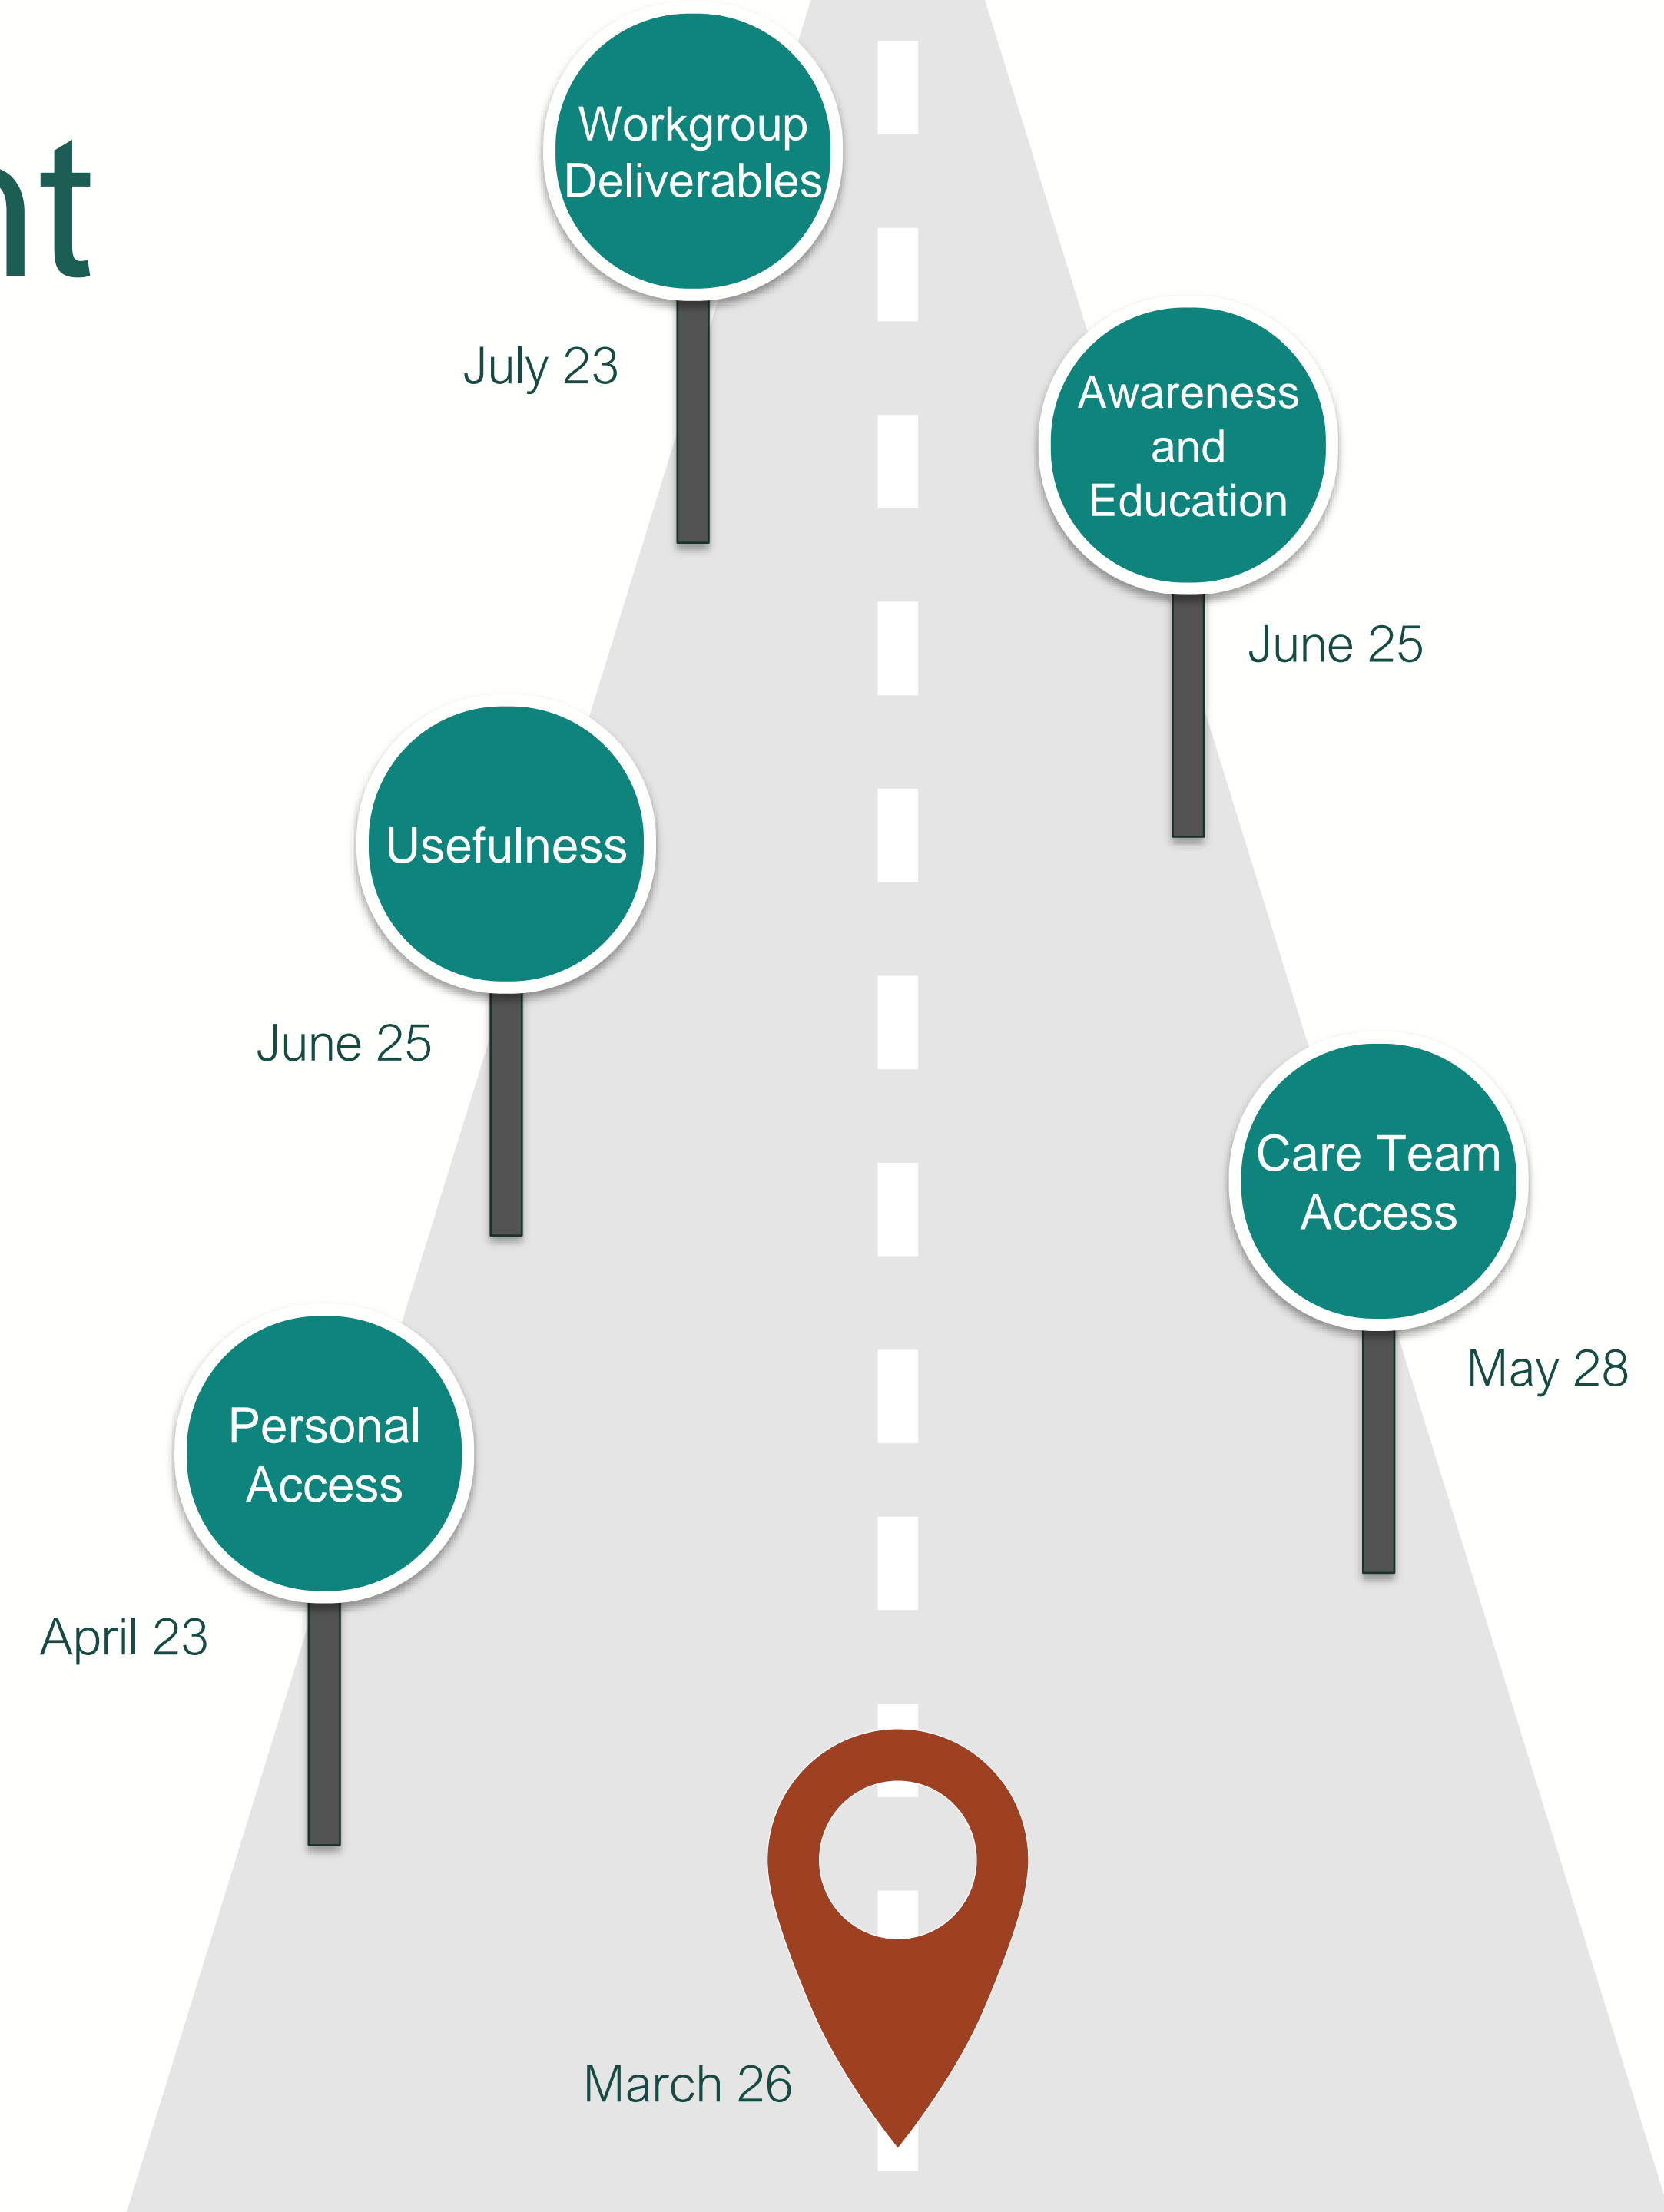 nt
Workgroup
Deliverables
July 23
Awareness
and
Education
June 25
Usefulness
June 25
Care Team
Access
May 28
Personal
Access
April 23
March 26